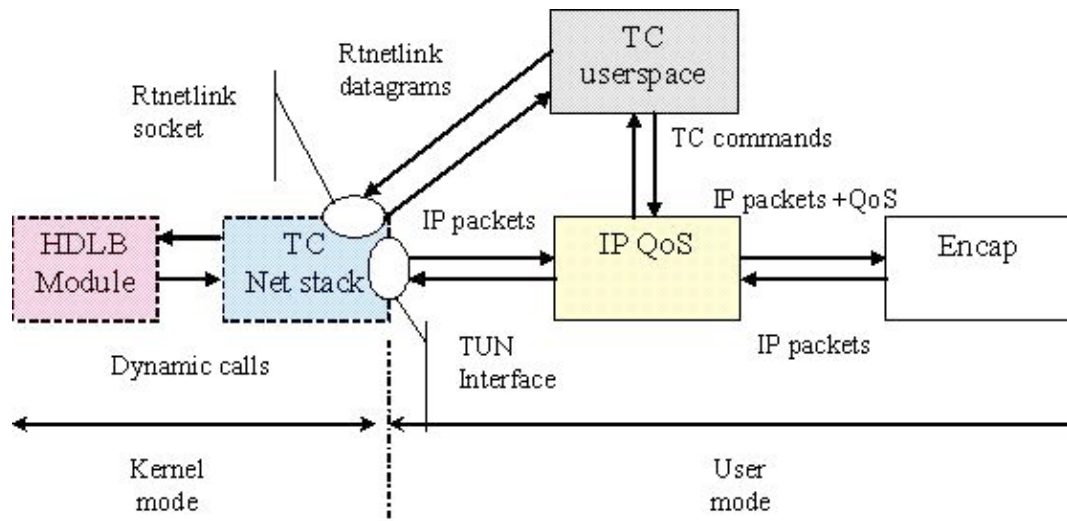 TC
userspace
Rtnetlink
datagrams
Rtnetlink
socket
TC commands
IP packets
IP packets +QoS
HDLB
Module
TC
Net stack
IP QoS
Encap
Dynamic calls
TUN
Interface
IP packets
Kernel
mode
User
mode